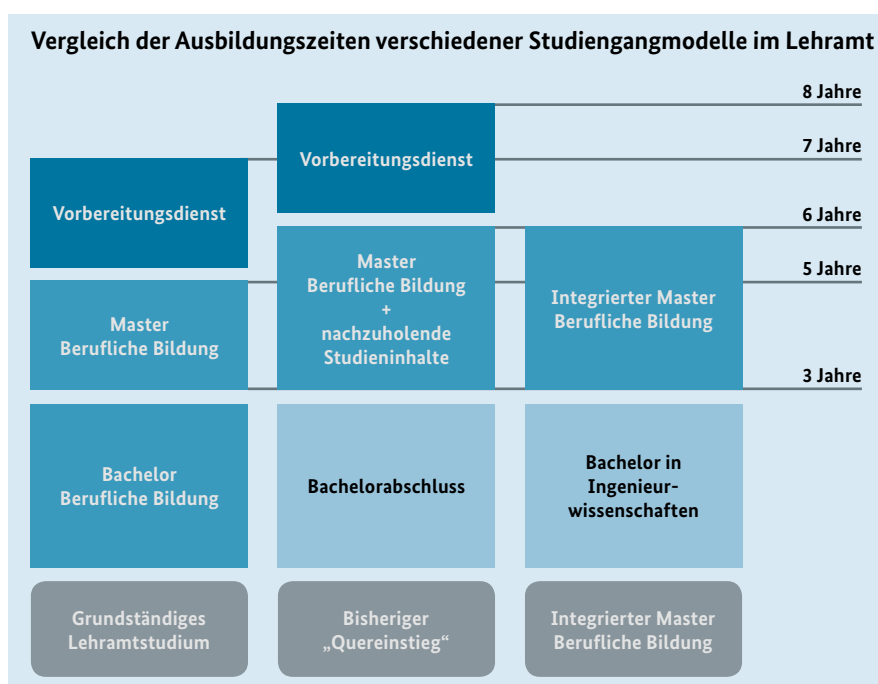 Vergleich der Ausbildungszeiten verschiedener Studiengangmodelle im Lehramt
8 Jahre
7 Jahre
6 Jahre
5 Jahre
3 Jahre
Vorbereitungsdienst
Master
Berufliche Bildung
Bachelor
Berufliche Bildung
Grundständiges
Lehramtstudium
Vorbereitungsdienst
Master
Berufliche Bildung
+
nachzuholende
Studieninhalte
Bachelorabschluss
Bisheriger
„Quereinstieg“
Integrierter Master
Berufliche Bildung
Bachelor in
Ingenieur-
wissenschaften
Integrierter Master
Berufliche Bildung